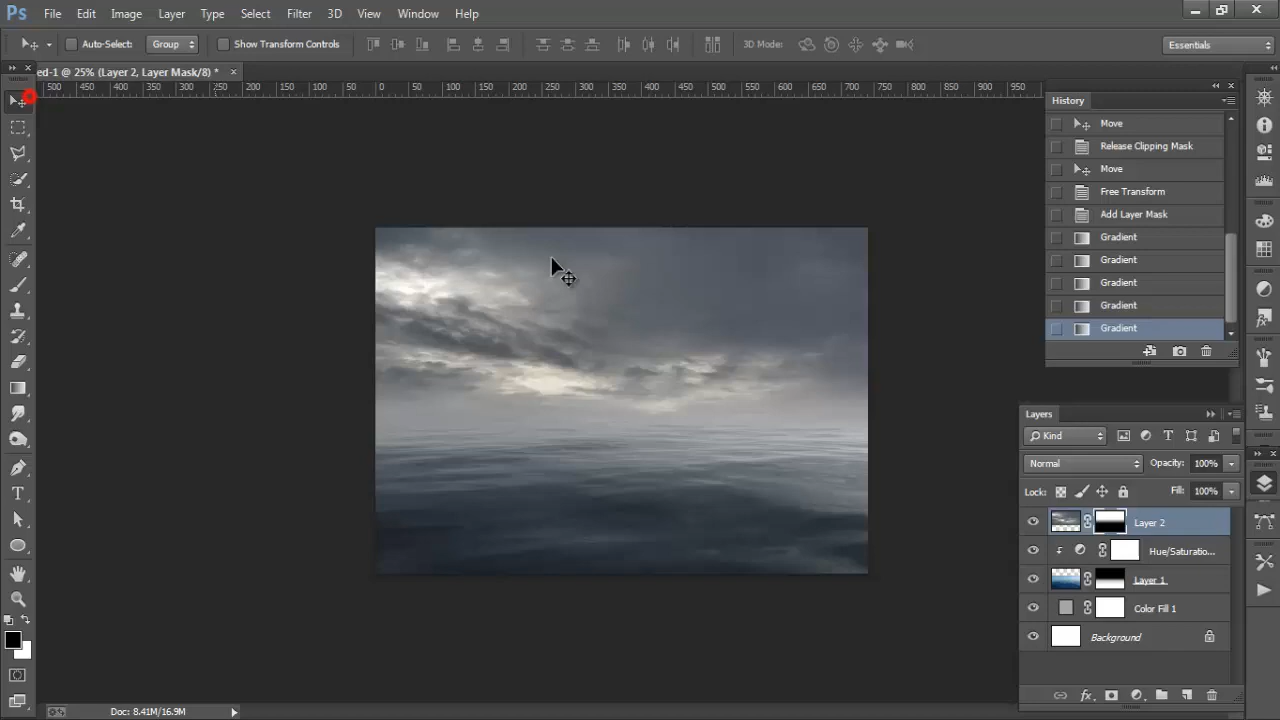 Ps File Edit Image Layer Type Select Filter 3D View Window Help
Auto-Select: Group Show Transform Controls 3D Mode: Essentials
ed-1 @ 25% (Layer 2, Layer Mask/8) * ×
500 450 400 350 300 250 200 150 100 50 0 50 100 150 200 250 300 350 400 450 500 550 600 650 700 750 800 850 900 950
History
Move
Release Clipping Mask
Move
Free Transform
Add Layer Mask
Gradient
Gradient
Gradient
Gradient
Gradient
Layers
Kind
Normal Opacity: 100%
Lock: Fill: 100%
Layer 2
Hue/Saturatio...
Layer 1
Color Fill 1
Background
Doc: 8.41M/16.9M